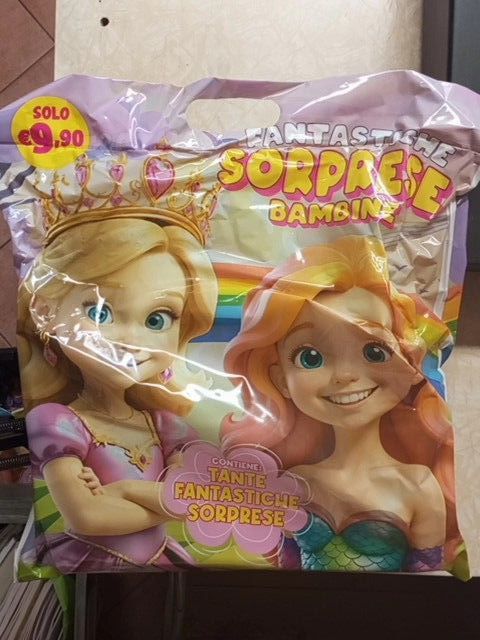 SOLO
€9,90
FANTASTICHE
SORPRESE
BAMBINE
CONTIENE:
TANTE
FANTASTICHE
SORPRESE